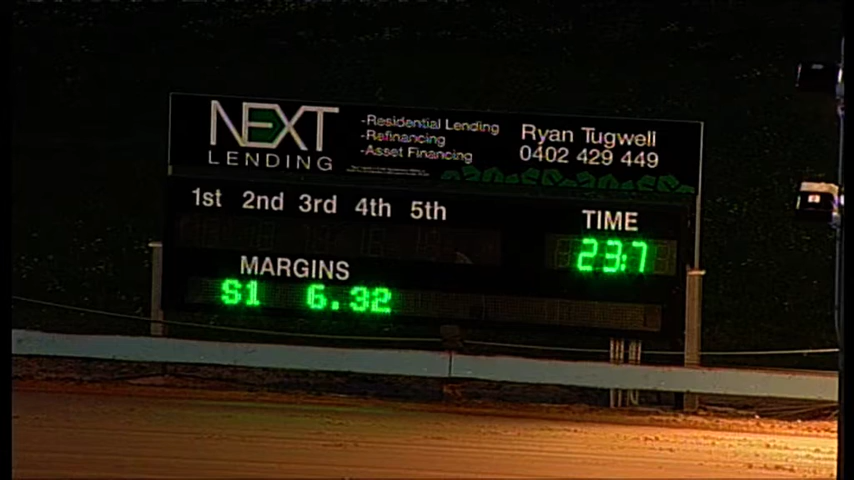 NEXT
LENDING
-Residential Lending
-Refinancing
-Asset Financing
Ryan Tugwell
0402 429 449
1st 2nd 3rd 4th 5th
TIME
23:7
MARGINS
S1 6.32